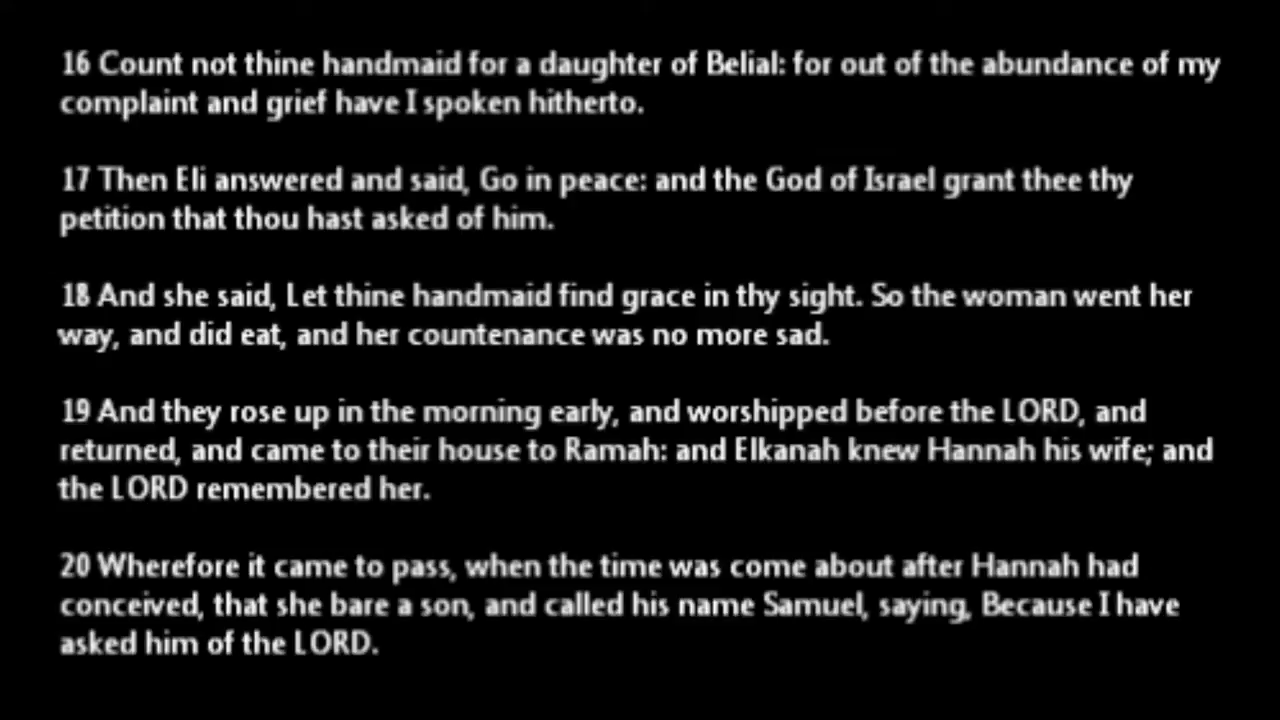 16 Count not thine handmaid for a daughter of Belial: for out of the abundance of my
complaint and grief have I spoken hitherto.
17 Then Eli answered and said, Go in peace: and the God of Israel grant thee thy
petition that thou hast asked of him.
18 And she said, Let thine handmaid find grace in thy sight. So the woman went her
way, and did eat, and her countenance was no more sad.
19 And they rose up in the morning early, and worshipped before the LORD, and
returned, and came to their house to Ramah: and Elkanah knew Hannah his wife; and
the LORD remembered her.
20 Wherefore it came to pass, when the time was come about after Hannah had
conceived, that she bare a son, and called his name Samuel, saying, Because I have
asked him of the LORD.